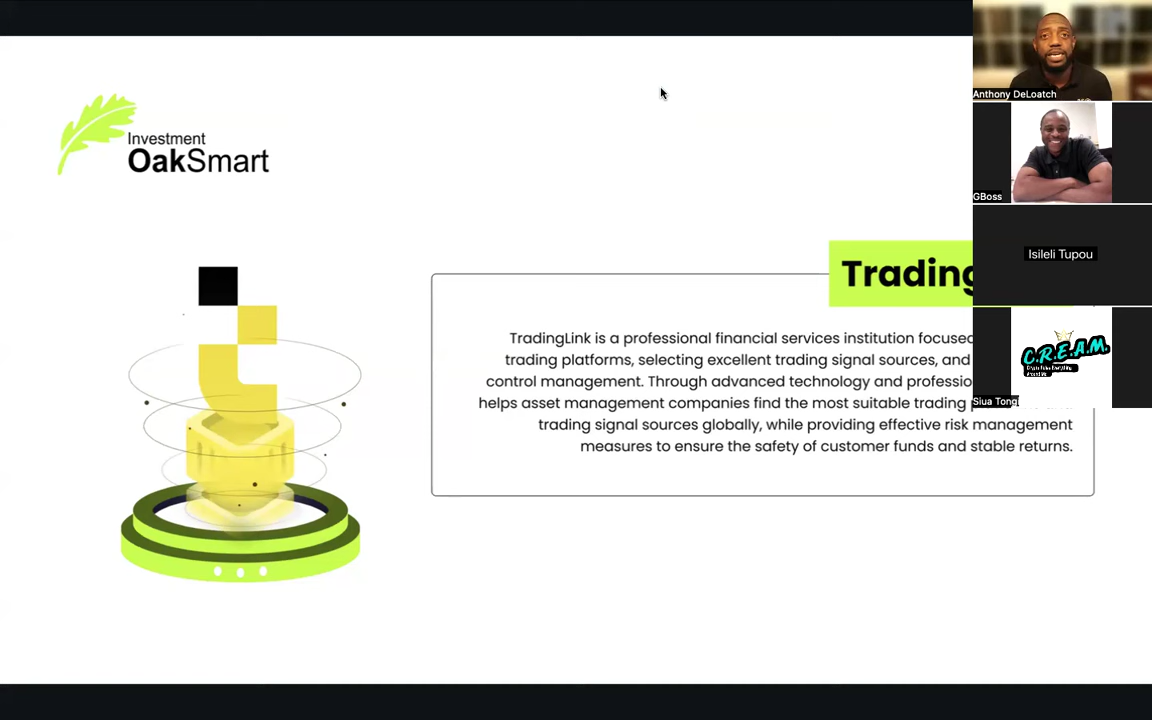 Investment
OakSmart
Trading
TradingLink is a professional financial services institution focused
trading platforms, selecting excellent trading signal sources, and
control management. Through advanced technology and
helps asset management companies find the most suitable trading
trading signal sources globally, while providing effective risk management
measures to ensure the safety of customer funds and stable returns.
Anthony DeLoatch
GBoss
Isileli Tupou
C.R.E.A.M.
Siua Tong